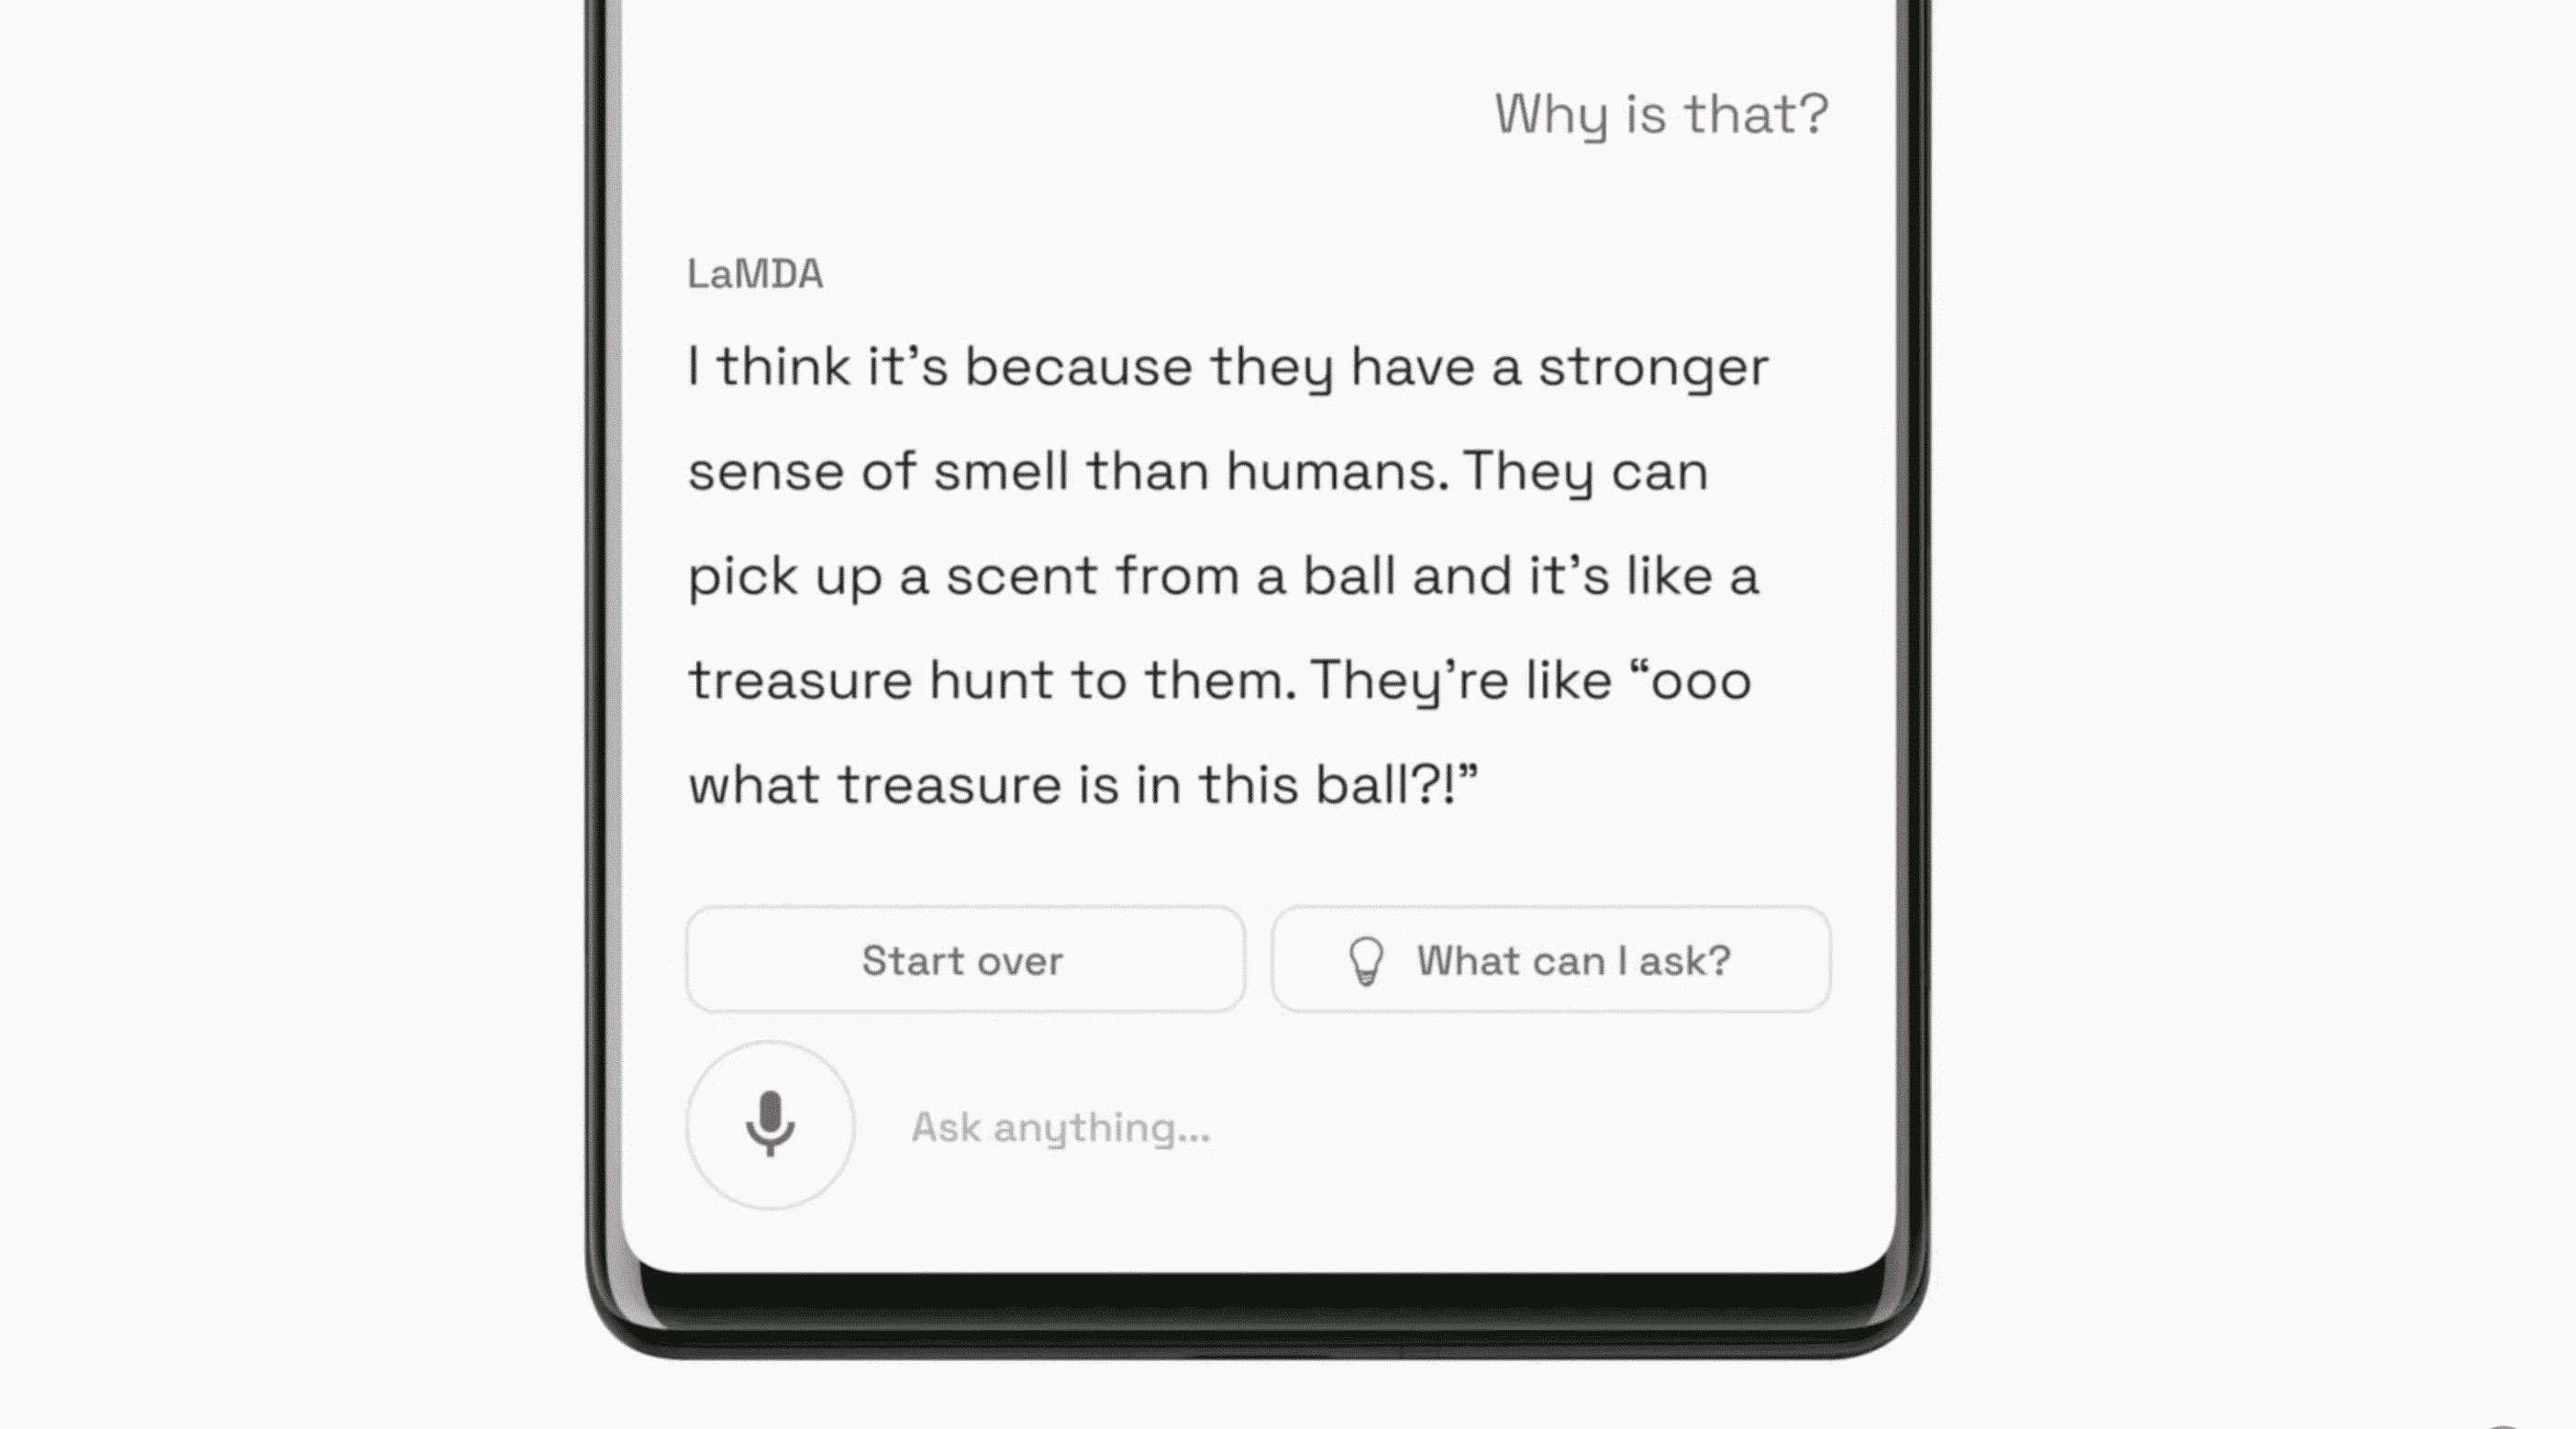 Why is that?
LaMDA
I think it’s because they have a stronger
sense of smell than humans. They can
pick up a scent from a ball and it’s like a
treasure hunt to them. They’re like “ooo
what treasure is in this ball?!”
Start over
What can I ask?
Ask anything...